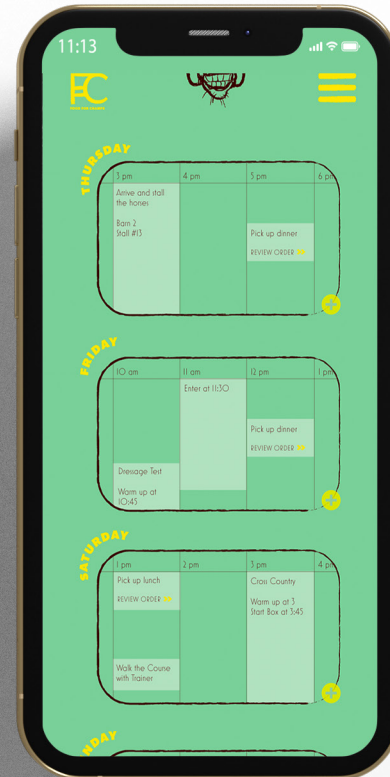 11:13
THURSDAY
3 pm 4 pm 5 pm 6 pm
Arrive and stall
the horses
Barn 2
Stall #13
Pick up dinner
REVIEW ORDER
FRIDAY
10 am 11 am 12 pm 1 pm
Enter at 11:30
Pick up dinner
REVIEW ORDER
Dressage Test
Warm up at
10:45
SATURDAY
1 pm 2 pm 3 pm 4 pm
Pick up lunch
REVIEW ORDER
Cross Country
Warm up at 3
Start Box at 3:45
Walk the Course
with Trainer
NDAY